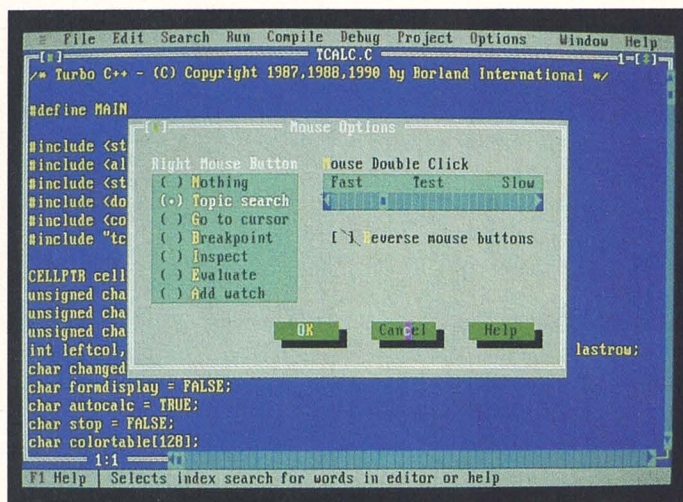 ≡ File Edit Search Run Compile Debug Project Options Window Help
TCALC.C 1
/* Turbo C++ - (C) Copyright 1987,1988,1990 by Borland International */
#define MAIN
Mouse Options
#include <st
#include <al
#include <st
#include <do
#include <co
#include "tc
Right Mouse Button
( ) Nothing
(•) Topic search
( ) Go to cursor
( ) Breakpoint
( ) Inspect
( ) Evaluate
( ) Add watch
Mouse Double Click
Fast Test Slow
[ ] Reverse mouse buttons
OK Cancel Help
CELLPTR cell
unsigned cha
unsigned cha
unsigned cha
int leftcol, lastrow;
char changed
char formdisplay = FALSE;
char autocalc = TRUE;
char stop = FALSE;
char colortable[128];
1:1
F1 Help | Selects index search for words in editor or help